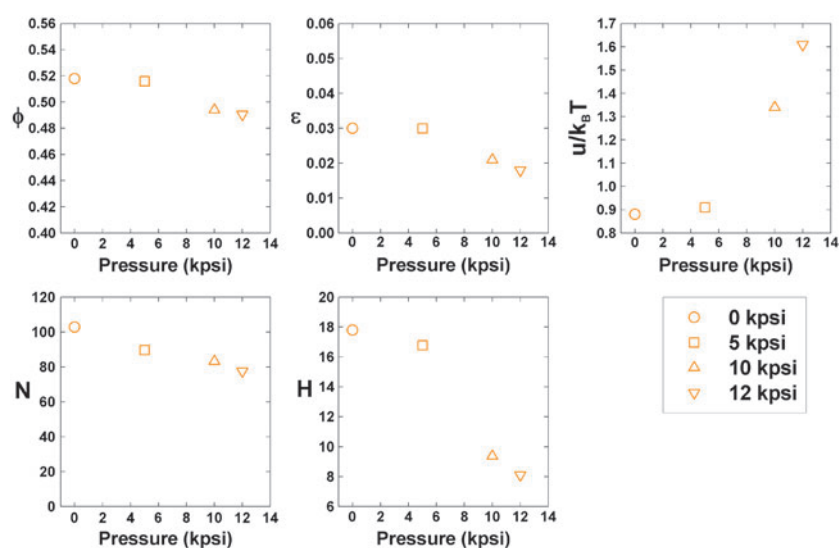 0.56
0.54
0.52
0.50
0.48
0.46
0.44
0.42
0.40
ϕ
0 2 4 6 8 10 12 14
Pressure (kpsi)
0.06
0.05
0.04
0.03
0.02
0.01
0.00
ε
0 2 4 6 8 10 12 14
Pressure (kpsi)
1.7
1.6
1.5
1.4
1.3
1.2
1.1
1.0
0.9
0.8
u/kBT
0 2 4 6 8 10 12 14
Pressure (kpsi)
120
100
80
60
40
20
0
N
0 2 4 6 8 10 12 14
Pressure (kpsi)
20
18
16
14
12
10
8
6
H
0 2 4 6 8 10 12 14
Pressure (kpsi)
0 kpsi
5 kpsi
10 kpsi
12 kpsi